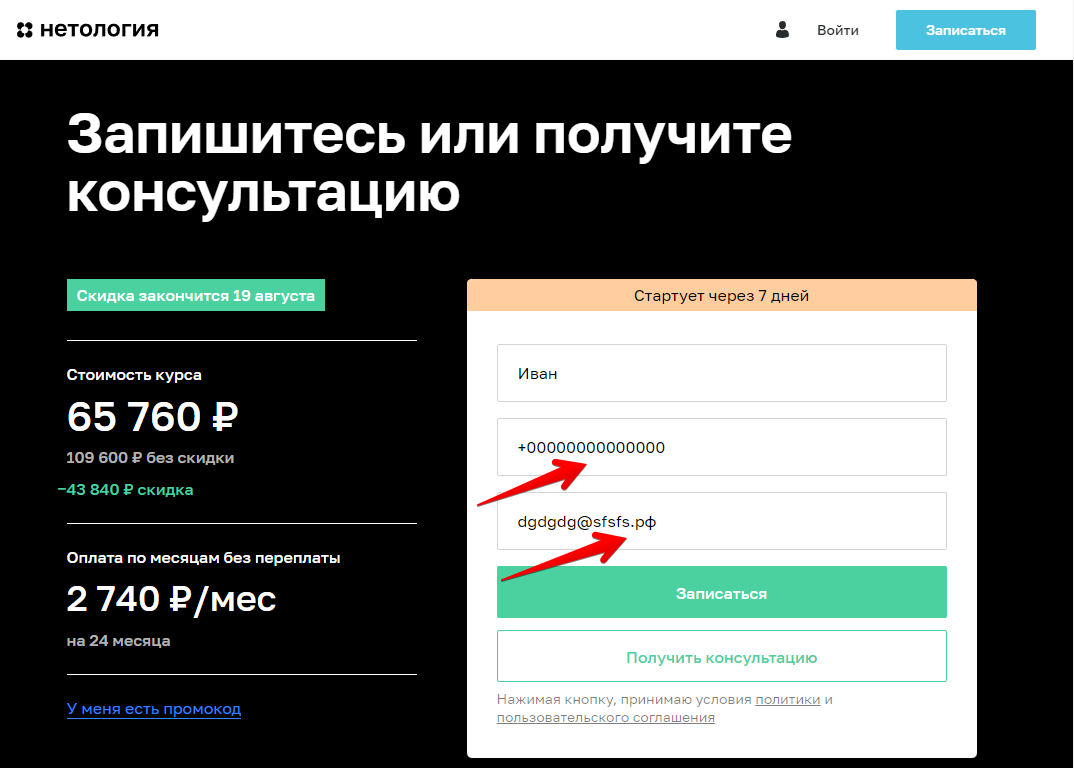 нетология
Войти
Записаться
Запишитесь или получите
консультацию
Скидка закончится 19 августа
Стоимость курса
65 760 ₽
109 600 ₽ без скидки
−43 840 ₽ скидка
Оплата по месяцам без переплаты
2 740 ₽/мес
на 24 месяца
У меня есть промокод
Стартует через 7 дней
Иван
+00000000000000
dgdgdg@sfsfs.рф
Записаться
Получить консультацию
Нажимая кнопку, принимаю условия политики и
пользовательского соглашения